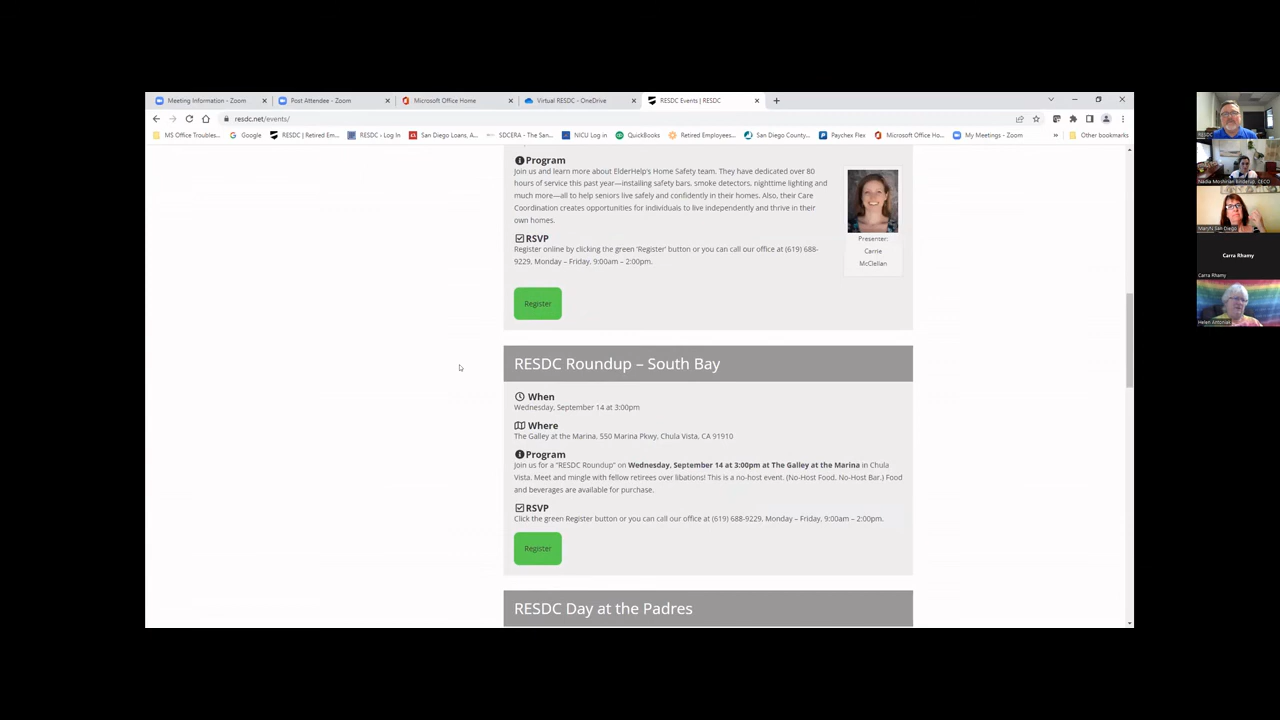 Meeting Information - Zoom
Post Attendee - Zoom
Microsoft Office Home
Virtual RESDC - OneDrive
RESDC Events | RESDC
resdc.net/events/
MS Office Troubles...
Google
RESDC | Retired Em...
RESDC › Log In
San Diego Loans, A...
SDCERA - The San...
NICU Log in
QuickBooks
Retired Employees...
San Diego County...
Paychex Flex
Microsoft Office Ho...
My Meetings - Zoom
Other bookmarks
Program
Join us and learn more about ElderHelp's Home Safety team. They have dedicated over 80
hours of service this past year—installing safety bars, smoke detectors, nighttime lighting and
much more—all to help seniors live safely and confidently in their homes. Also, their Care
Coordination creates opportunities for individuals to live independently and thrive in their
own homes.
Presenter:
Carrie
McClellan
RSVP
Register online by clicking the green 'Register' button or you can call our office at (619) 688-
9229, Monday – Friday, 9:00am – 2:00pm.
Register
RESDC Roundup – South Bay
When
Wednesday, September 14 at 3:00pm
Where
The Galley at the Marina, 550 Marina Pkwy, Chula Vista, CA 91910
Program
Join us for a "RESDC Roundup" on Wednesday, September 14 at 3:00pm at The Galley at the Marina in Chula
Vista. Meet and mingle with fellow retirees over libations! This is a no-host event. (No-Host Food, No-Host Bar.) Food
and beverages are available for purchase.
RSVP
Click the green Register button or you can call our office at (619) 688-9229, Monday – Friday, 9:00am – 2:00pm.
Register
RESDC Day at the Padres
RESDC
Nadia Moshirian Binderup, CECO
MaryN San Diego
Carra Rhamy
Carra Rhamy
Helen Antoniak